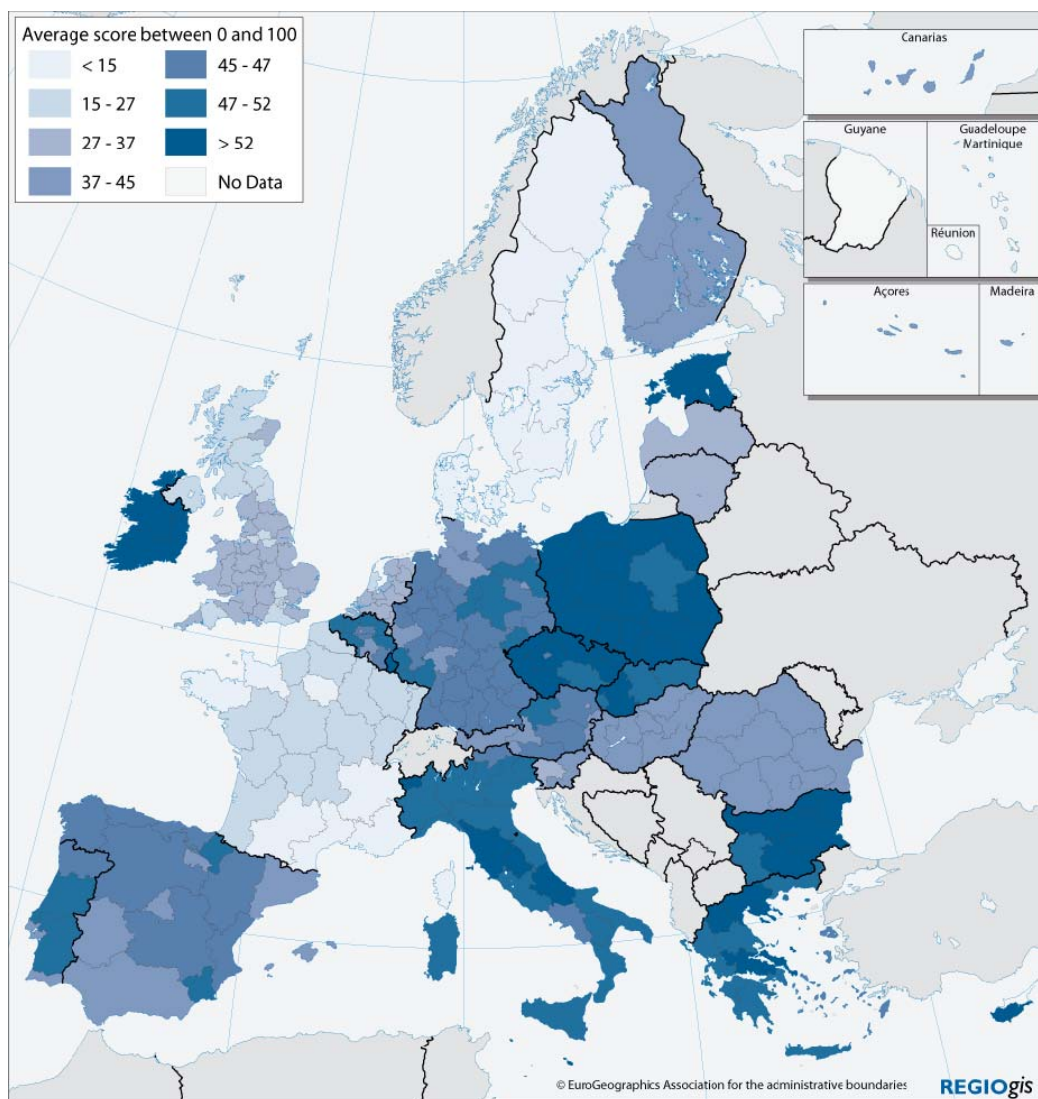 Average score between 0 and 100
< 15
15 - 27
27 - 37
37 - 45
45 - 47
47 - 52
> 52
No Data
Canarias
Guyane
Guadeloupe
Martinique
Réunion
Açores
Madeira
© EuroGeographics Association for the administrative boundaries
REGIOgis